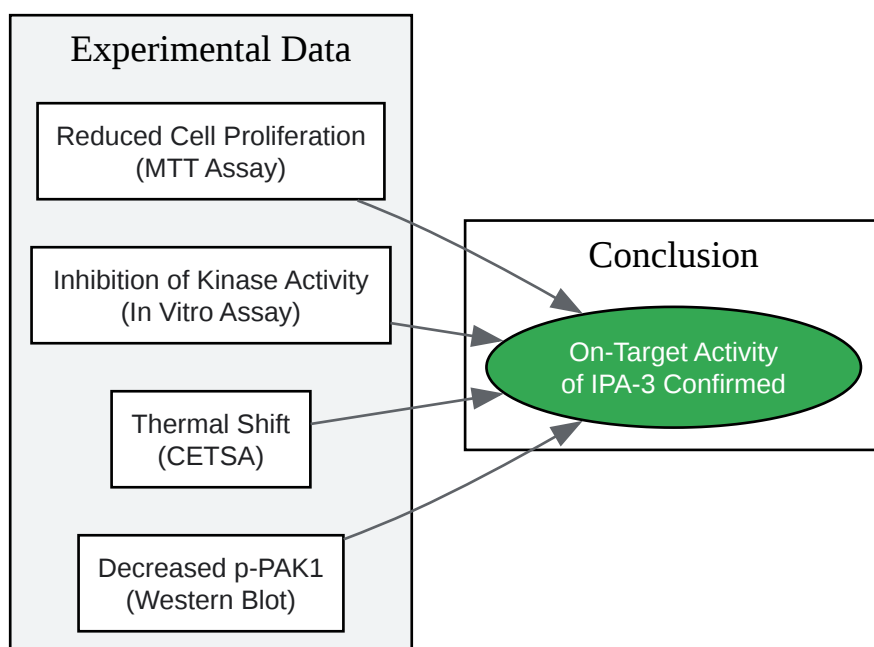 Experimental Data
Reduced Cell Proliferation
(MTT Assay)
Inhibition of Kinase Activity
(In Vitro Assay)
Thermal Shift
(CETSA)
Decreased p-PAK1
(Western Blot)
Conclusion
On-Target Activity
of IPA-3 Confirmed